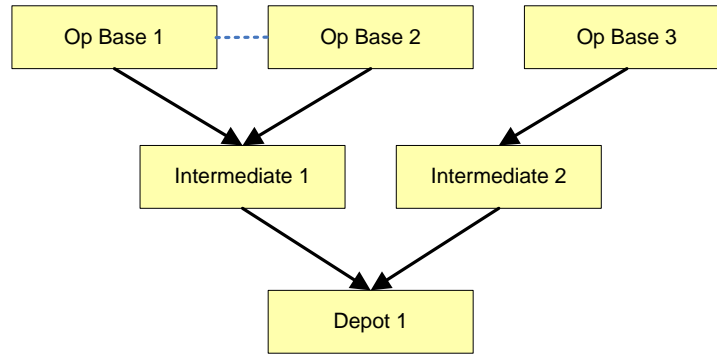 Op Base 1
Op Base 2
Op Base 3
Intermediate 1
Intermediate 2
Depot 1